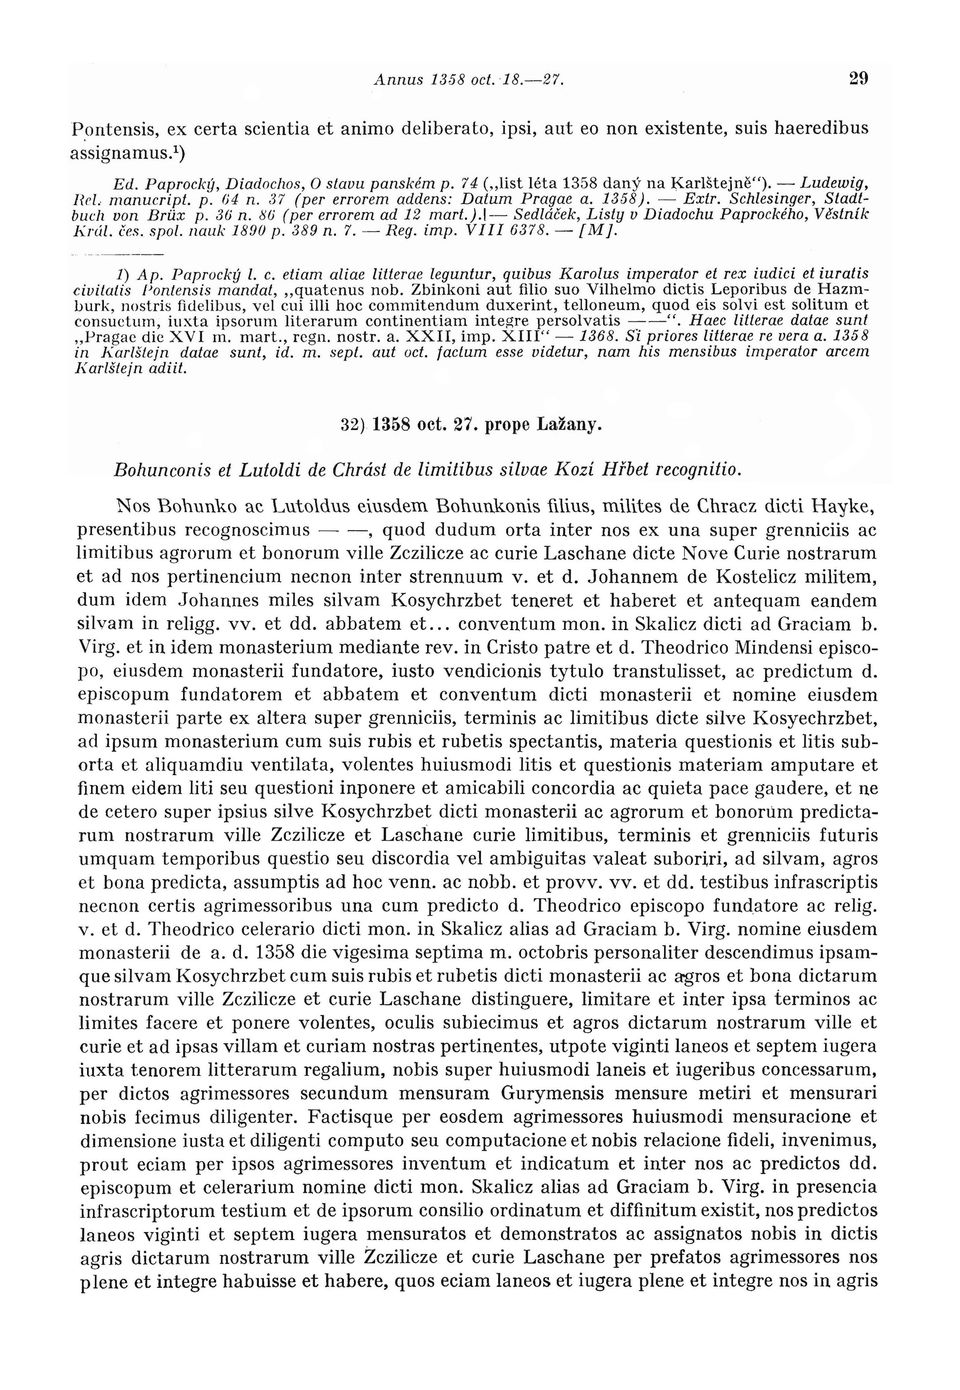 Annus 1358 oct. 18.—27. 29
Pontensis, ex certa scientia et animo deliberato, ipsi, aut eo non existente, suis haeredibus
assignamus.¹)
Ed. Paprocký, Diadochos, O stavu panském p. 74 („list léta 1358 daný na Karlštejně“). — Ludewig,
Rel. manucript. p. 64 n. 37 (per errorem addens: Datum Pragae a. 1358). — Extr. Schlesinger, Stadt-
buch von Brüx p. 36 n. 86 (per errorem ad 12 mart.). — Sedláček, Listy v Diadochu Paprockého, Věstník
Král. čes. spol. nauk 1890 p. 389 n. 7. — Reg. imp. VIII 6378. — [M].
1) Ap. Paprocký l. c. etiam aliae litterae leguntur, quibus Karolus imperator et rex iudici et iuratis
civitatis Pontensis mandat, „quatenus nob. Zbinkoni aut filio suo Vilhelmo dictis Leporibus de Hazm-
burk, nostris fidelibus, vel cui illi hoc commitendum duxerint, telloneum, quod eis solvi est solitum et
consuetum, iuxta ipsorum literarum continentiam integre persolvatis ——“. Haec litterae datae sunt
„Pragae die XVI m. mart., regn. nostr. a. XXII, imp. XIII“ — 1368. Si priores litterae re vera a. 1358
in Karlštejn datae sunt, id. m. sept. aut oct. factum esse videtur, nam his mensibus imperator arcem
Karlštejn adiit.
32) 1358 oct. 27. prope Lažany.
Bohunconis et Lutoldi de Chrást de limitibus silvae Kozí Hřbet recognitio.
Nos Bohunko ac Lutoldus eiusdem Bohunkonis filius, milites de Chracz dicti Hayke,
presentibus recognoscimus — —, quod dudum orta inter nos ex una super grenniciis ac
limitibus agrorum et bonorum ville Zczilicze ac curie Laschane dicte Nove Curie nostrarum
et ad nos pertinencium necnon inter strennuum v. et d. Johannem de Kostelicz militem,
dum idem Johannes miles silvam Kosychrzbet teneret et haberet et antequam eandem
silvam in religg. vv. et dd. abbatem et... conventum mon. in Skalicz dicti ad Graciam b.
Virg. et in idem monasterium mediante rev. in Cristo patre et d. Theodrico Mindensi episco-
po, eiusdem monasterii fundatore, iusto vendicionis tytulo transtulisset, ac predictum d.
episcopum fundatorem et abbatem et conventum dicti monasterii et nomine eiusdem
monasterii parte ex altera super grenniciis, terminis ac limitibus dicte silve Kosyechrzbet,
ad ipsum monasterium cum suis rubis et rubetis spectantis, materia questionis et litis sub-
orta et aliquamdiu ventilata, volentes huiusmodi litis et questionis materiam amputare et
finem eidem liti seu questioni inponere et amicabili concordia ac quieta pace gaudere, et ne
de cetero super ipsius silve Kosychrzbet dicti monasterii ac agrorum et bonorum predicta-
rum nostrarum ville Zczilicze et Laschane curie limitibus, terminis et grenniciis futuris
umquam temporibus questio seu discordia vel ambiguitas valeat suboriri, ad silvam, agros
et bona predicta, assumptis ad hoc venn. ac nobb. et provv. vv. et dd. testibus infrascriptis
necnon certis agrimessoribus una cum predicto d. Theodrico episcopo fundatore ac relig.
v. et d. Theodrico celerario dicti mon. in Skalicz alias ad Graciam b. Virg. nomine eiusdem
monasterii de a. d. 1358 die vigesima septima m. octobris personaliter descendimus ipsam-
que silvam Kosychrzbet cum suis rubis et rubetis dicti monasterii ac agros et bona dictarum
nostrarum ville Zczilicze et curie Laschane distinguere, limitare et inter ipsa terminos ac
limites facere et ponere volentes, oculis subiecimus et agros dictarum nostrarum ville et
curie et ad ipsas villam et curiam nostras pertinentes, utpote viginti laneos et septem iugera
iuxta tenorem litterarum regalium, nobis super huiusmodi laneis et iugeribus concessarum,
per dictos agrimessores secundum mensuram Gurymensis mensure metiri et mensurari
nobis fecimus diligenter. Factisque per eosdem agrimessores huiusmodi mensuracione et
dimensione iusta et diligenti computo seu computacione et nobis relacione fideli, invenimus,
prout eciam per ipsos agrimessores inventum et indicatum et inter nos ac predictos dd.
episcopum et celerarium nomine dicti mon. Skalicz alias ad Graciam b. Virg. in presencia
infrascriptorum testium et de ipsorum consilio ordinatum et diffinitum existit, nos predictos
laneos viginti et septem iugera mensuratos et demonstratos ac assignatos nobis in dictis
agris dictarum nostrarum ville Zczilicze et curie Laschane per prefatos agrimessores nos
plene et integre habuisse et habere, quos eciam laneos et iugera plene et integre nos in agris